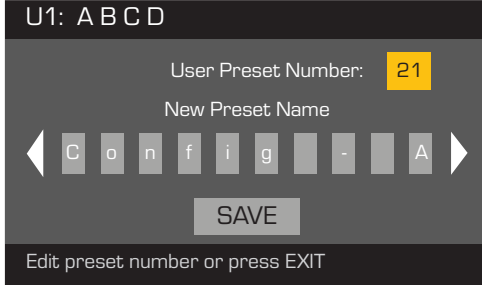 U1: A B C D
User Preset Number: 21
New Preset Name
C o n f i g - A
SAVE
Edit preset number or press EXIT